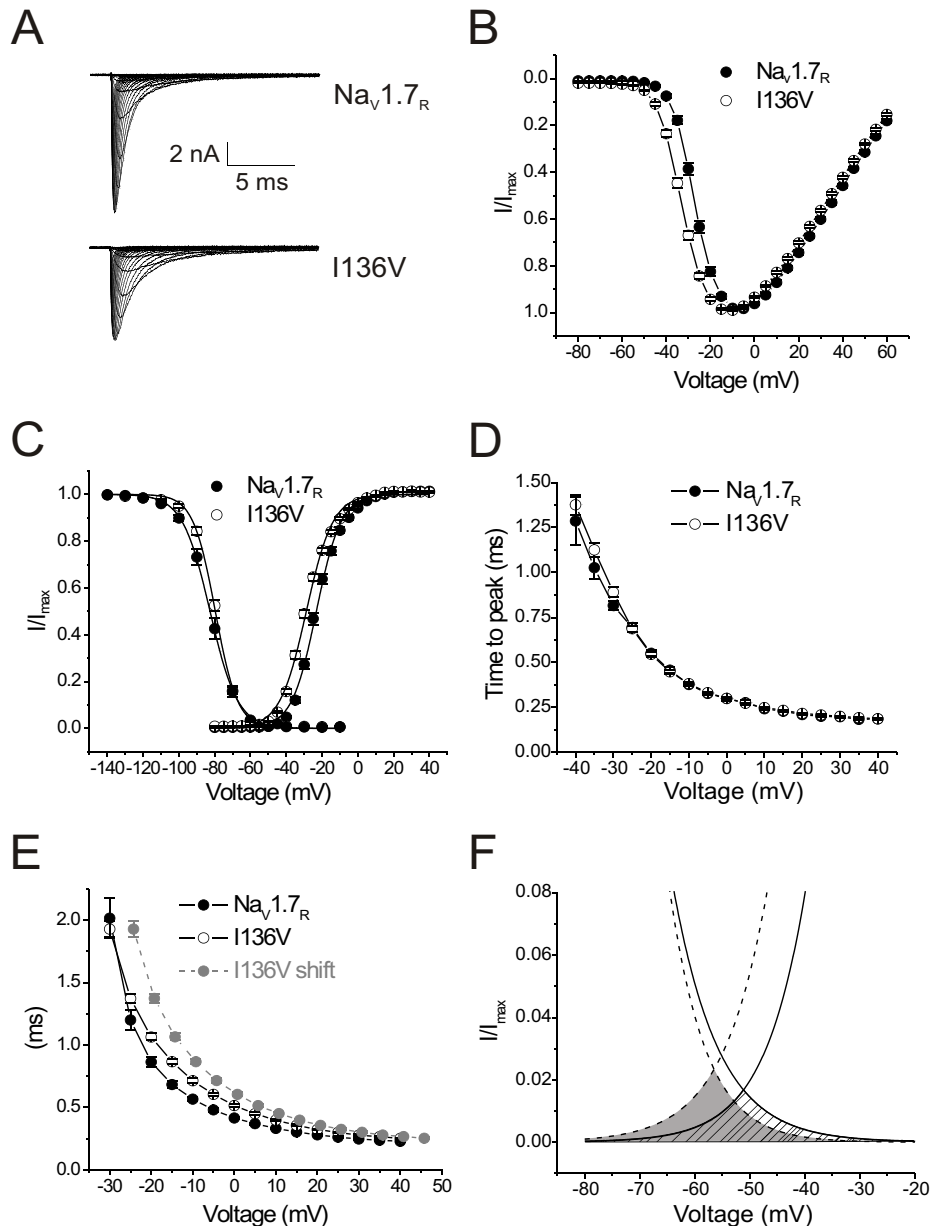 A
Nav1.7R
2 nA
5 ms
I136V
B
Nav1.7R
I136V
I/Imax
0.0
0.2
0.4
0.6
0.8
1.0
-80 -60 -40 -20 0 20 40 60
Voltage (mV)
C
Nav1.7R
I136V
I/Imax
1.0
0.8
0.6
0.4
0.2
0.0
-140 -120 -100 -80 -60 -40 -20 0 20 40
Voltage (mV)
D
Nav1.7R
I136V
Time to peak (ms)
1.50
1.25
1.00
0.75
0.50
0.25
0.00
-40 -30 -20 -10 0 10 20 30 40
Voltage (mV)
E
Nav1.7R
I136V
I136V shift
(ms)
2.0
1.5
1.0
0.5
0.0
-30 -20 -10 0 10 20 30 40 50
Voltage (mV)
F
I/Imax
0.08
0.06
0.04
0.02
0.00
-80 -70 -60 -50 -40 -30 -20
Voltage (mV)